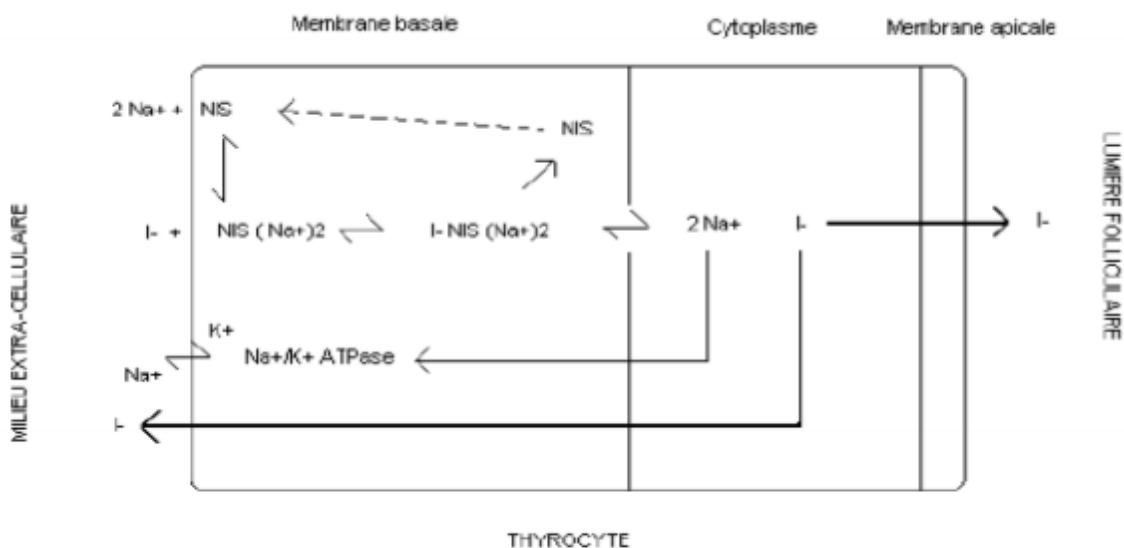 Membrane basale Cytoplasme Membrane apicale
2 Na+ + NIS
NIS
I- + NIS (Na+)2 I- NIS (Na+)2 2 Na+ I- I-
K+
Na+/K+ ATPase
Na+
I-
MILIEU EXTRA-CELLULAIRE
LUMIERE FOLLICULAIRE
THYROCYTE